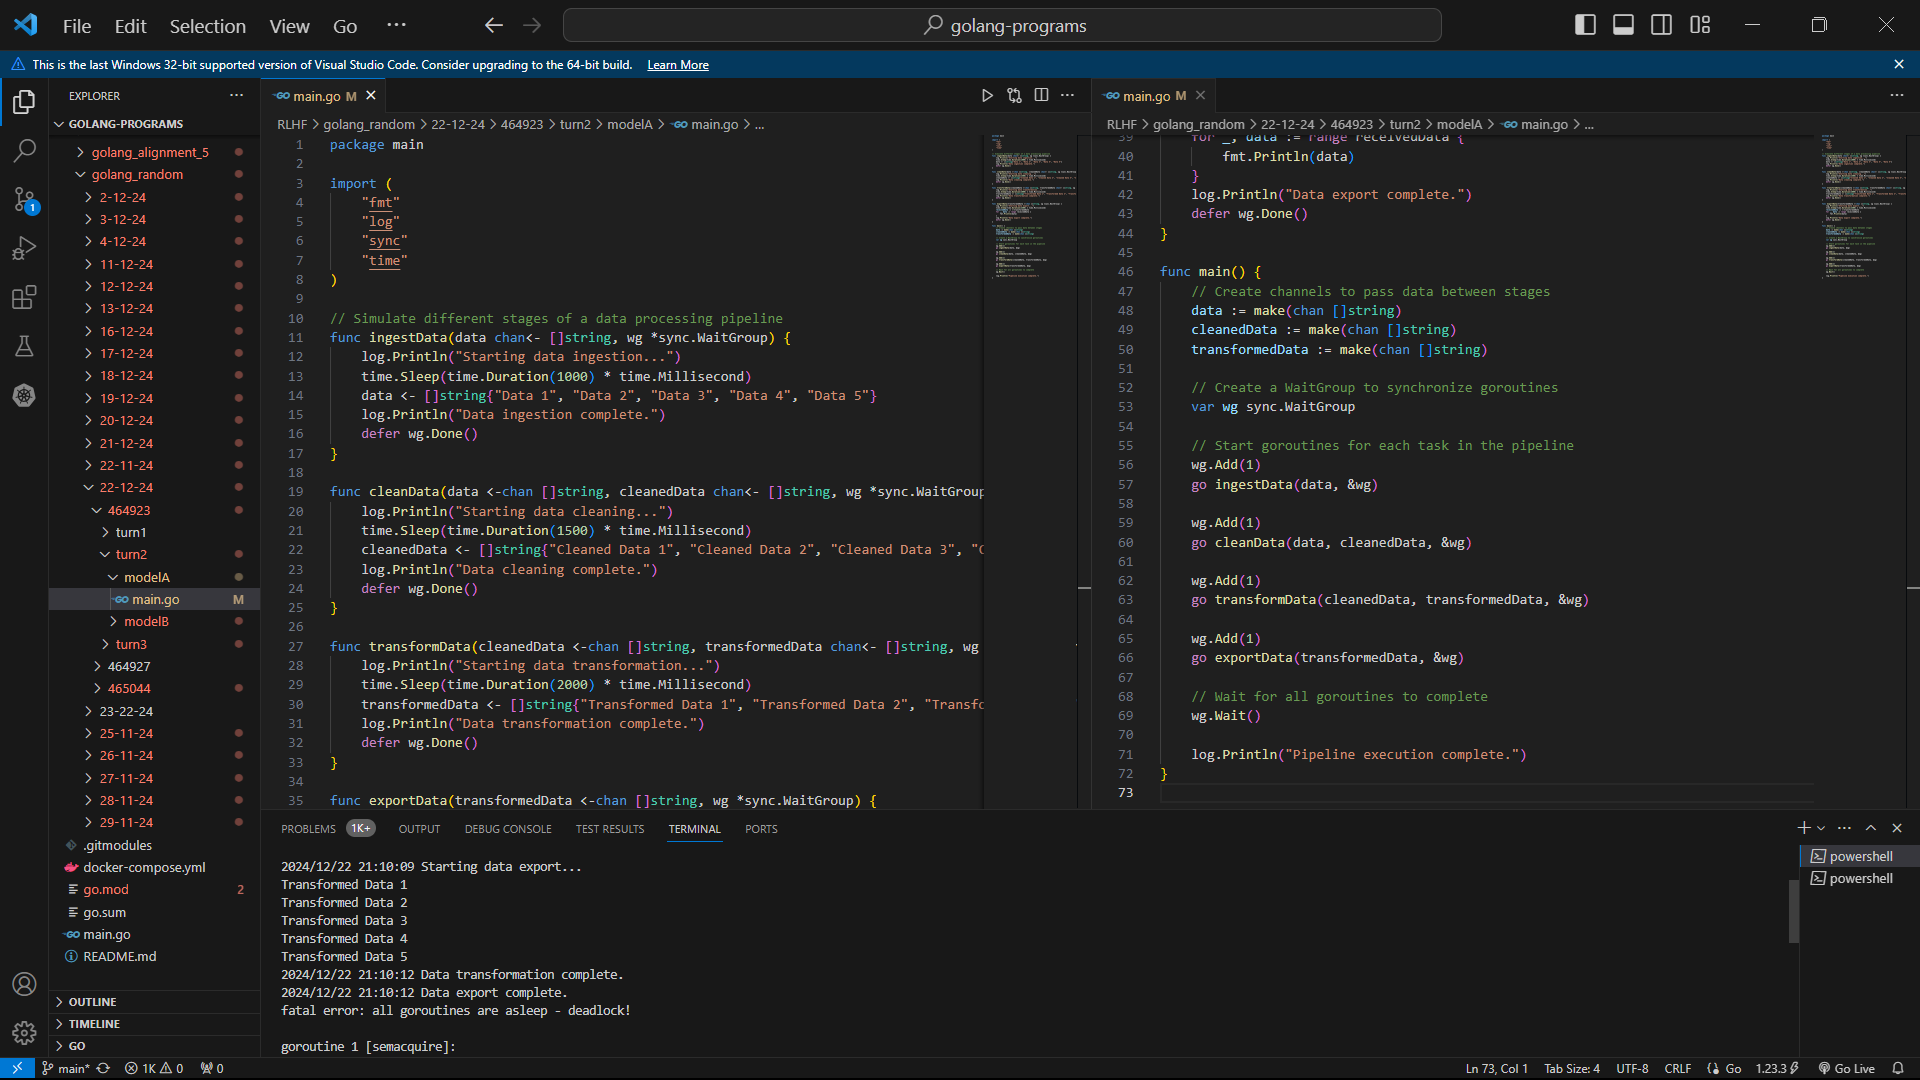 File Edit Selection View Go ···
golang-programs
This is the last Windows 32-bit supported version of Visual Studio Code. Consider upgrading to the 64-bit build. Learn More
EXPLORER
GOLANG-PROGRAMS
golang_alignment_5
golang_random
2-12-24
3-12-24
4-12-24
11-12-24
12-12-24
13-12-24
16-12-24
17-12-24
18-12-24
19-12-24
20-12-24
21-12-24
22-11-24
22-12-24
464923
turn1
turn2
modelA
main.go M
modelB
turn3
464927
465044
23-22-24
25-11-24
26-11-24
27-11-24
28-11-24
29-11-24
.gitmodules
docker-compose.yml
go.mod 2
go.sum
main.go
README.md
OUTLINE
TIMELINE
GO
main.go M
RLHF > golang_random > 22-12-24 > 464923 > turn2 > modelA > main.go > ...
1 package main
2
3 import (
4 "fmt"
5 "log"
6 "sync"
7 "time"
8 )
9
10 // Simulate different stages of a data processing pipeline
11 func ingestData(data chan<- []string, wg *sync.WaitGroup) {
12 log.Println("Starting data ingestion...")
13 time.Sleep(time.Duration(1000) * time.Millisecond)
14 data <- []string{"Data 1", "Data 2", "Data 3", "Data 4", "Data 5"}
15 log.Println("Data ingestion complete.")
16 defer wg.Done()
17 }
18
19 func cleanData(data <-chan []string, cleanedData chan<- []string, wg *sync.WaitGroup
20 log.Println("Starting data cleaning...")
21 time.Sleep(time.Duration(1500) * time.Millisecond)
22 cleanedData <- []string{"Cleaned Data 1", "Cleaned Data 2", "Cleaned Data 3", "C
23 log.Println("Data cleaning complete.")
24 defer wg.Done()
25 }
26
27 func transformData(cleanedData <-chan []string, transformedData chan<- []string, wg
28 log.Println("Starting data transformation...")
29 time.Sleep(time.Duration(2000) * time.Millisecond)
30 transformedData <- []string{"Transformed Data 1", "Transformed Data 2", "Transfo
31 log.Println("Data transformation complete.")
32 defer wg.Done()
33 }
34
35 func exportData(transformedData <-chan []string, wg *sync.WaitGroup) {
main.go M
RLHF > golang_random > 22-12-24 > 464923 > turn2 > modelA > main.go > ...
39 for _, data := range receivedData {
40 fmt.Println(data)
41 }
42 log.Println("Data export complete.")
43 defer wg.Done()
44 }
45
46 func main() {
47 // Create channels to pass data between stages
48 data := make(chan []string)
49 cleanedData := make(chan []string)
50 transformedData := make(chan []string)
51
52 // Create a WaitGroup to synchronize goroutines
53 var wg sync.WaitGroup
54
55 // Start goroutines for each task in the pipeline
56 wg.Add(1)
57 go ingestData(data, &wg)
58
59 wg.Add(1)
60 go cleanData(data, cleanedData, &wg)
61
62 wg.Add(1)
63 go transformData(cleanedData, transformedData, &wg)
64
65 wg.Add(1)
66 go exportData(transformedData, &wg)
67
68 // Wait for all goroutines to complete
69 wg.Wait()
70
71 log.Println("Pipeline execution complete.")
72 }
73
PROBLEMS 1K+ OUTPUT DEBUG CONSOLE TEST RESULTS TERMINAL PORTS
2024/12/22 21:10:09 Starting data export...
Transformed Data 1
Transformed Data 2
Transformed Data 3
Transformed Data 4
Transformed Data 5
2024/12/22 21:10:12 Data transformation complete.
2024/12/22 21:10:12 Data export complete.
fatal error: all goroutines are asleep - deadlock!
goroutine 1 [semacquire]:
powershell
powershell
1
main* 1K 0 0
Ln 73, Col 1 Tab Size: 4 UTF-8 CRLF Go 1.23.3 Go Live